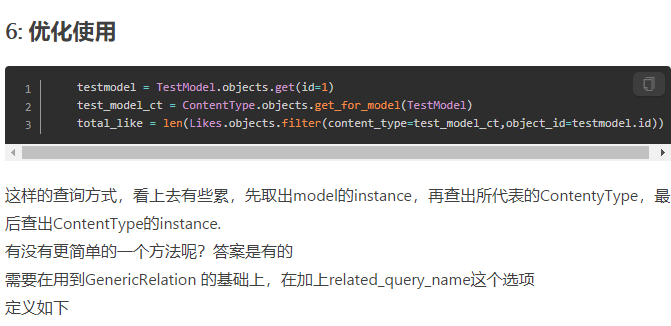 6: 优化使用
1 testmodel = TestModel.objects.get(id=1)
2 test_model_ct = ContentType.objects.get_for_model(TestModel)
3 total_like = len(Likes.objects.filter(content_type=test_model_ct,object_id=testmodel.id))
这样的查询方式，看上去有些累，先取出model的instance，再查出所代表的ContentyType，最
后查出ContentType的instance.
有没有更简单的一个方法呢？答案是有的
需要在用到GenericRelation 的基础上，在加上related_query_name这个选项
定义如下